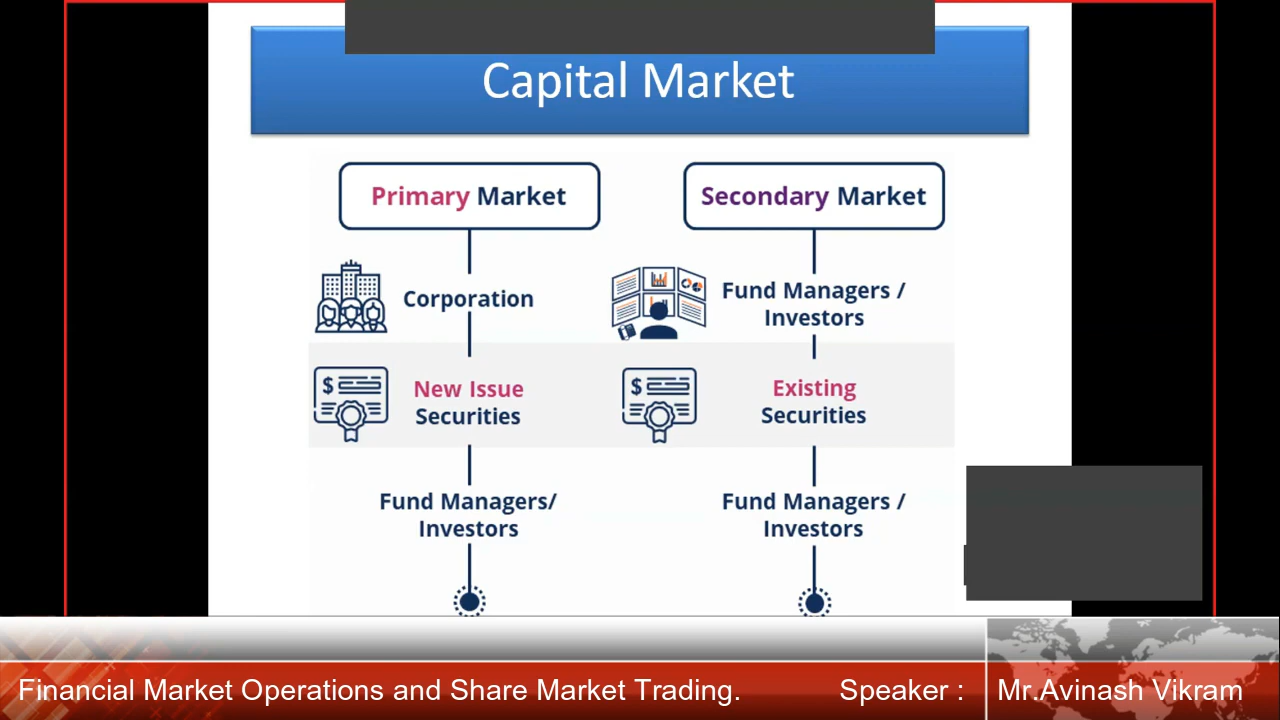 Capital Market
Primary Market
Secondary Market
Corporation
Fund Managers /
Investors
$
New Issue
Securities
$
Existing
Securities
Fund Managers/
Investors
Fund Managers /
Investors
Financial Market Operations and Share Market Trading.
Speaker :
Mr.Avinash Vikram